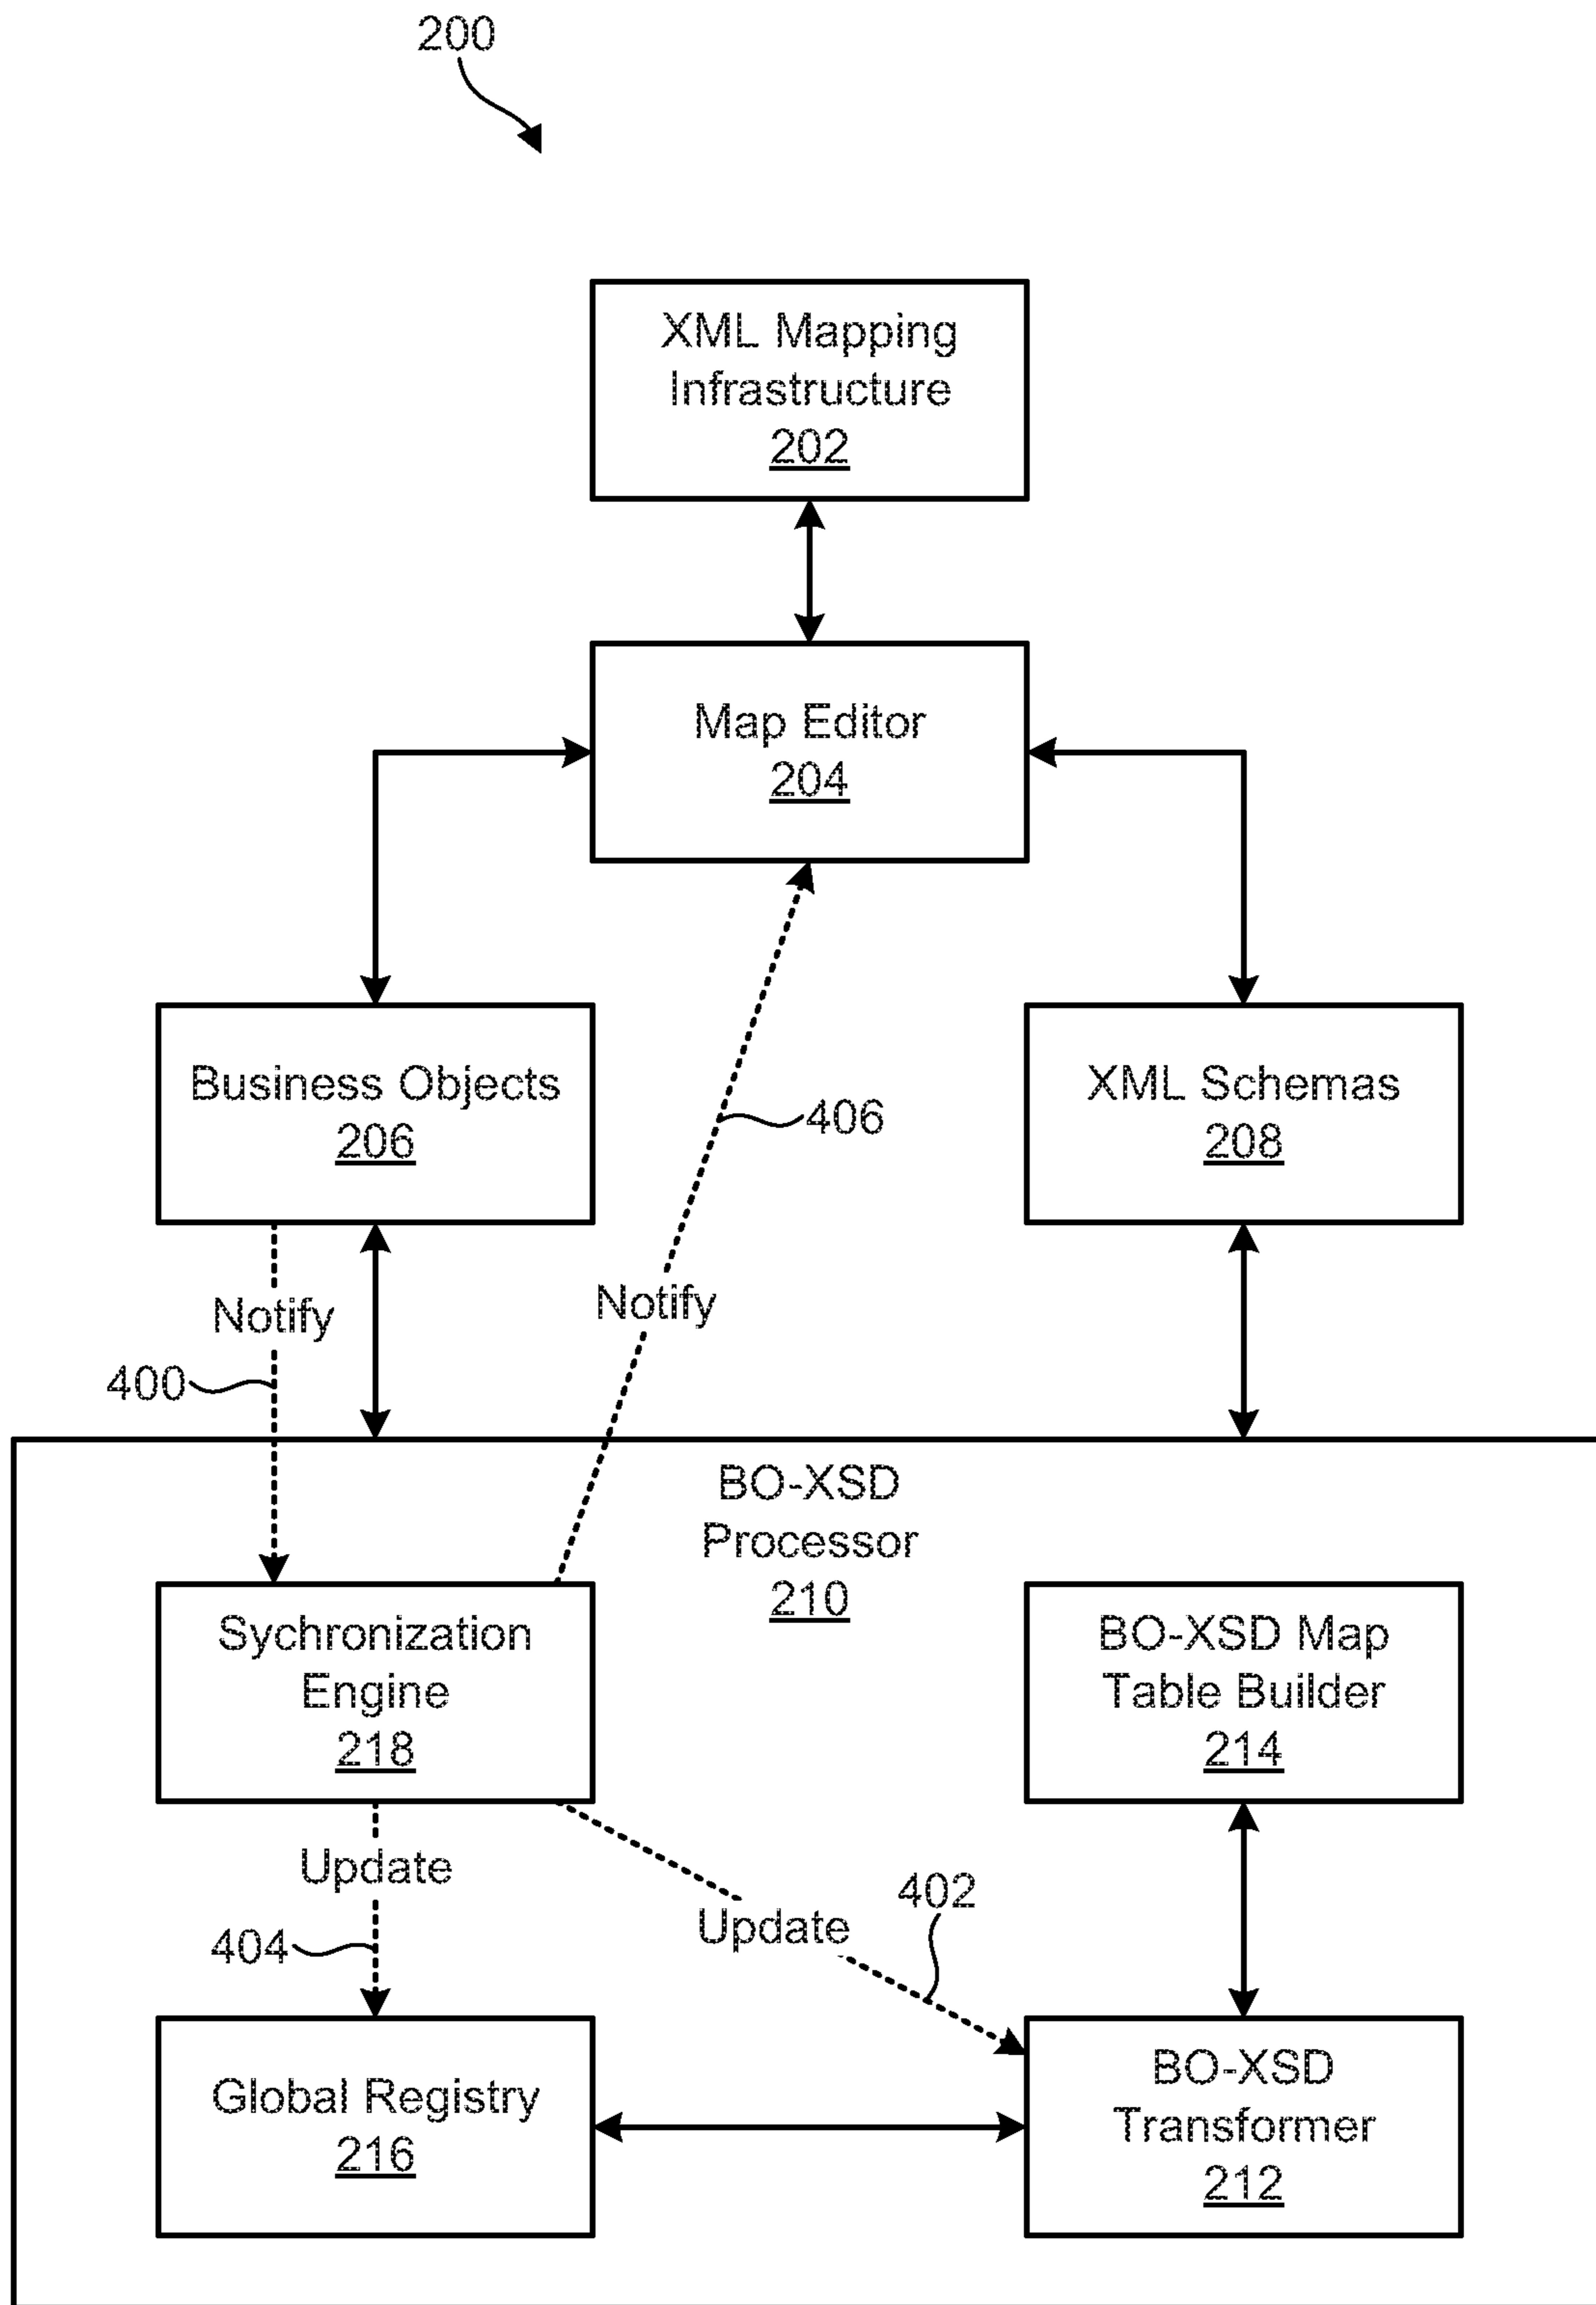 200
XML Mapping
Infrastructure
202
Map Editor
204
Business Objects
206
406
XML Schemas
208
Notify
Notify
400
BO-XSD
Processor
210
Sychronization
Engine
218
BO-XSD Map
Table Builder
214
Update
402
Update
404
Global Registry
216
BO-XSD
Transformer
212